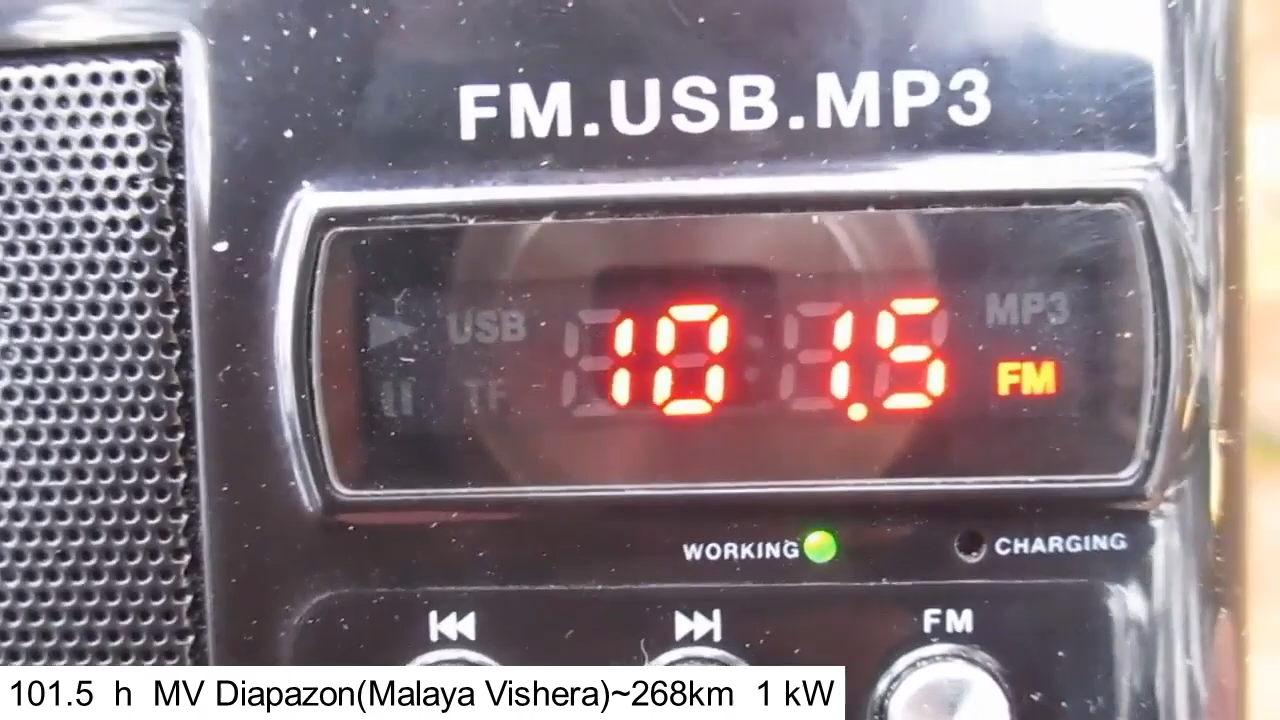 FM.USB.MP3
USB 101.5 MP3
TF FM
WORKING CHARGING
FM
101.5 h MV Diapazon(Malaya Vishera)~268km 1 kW